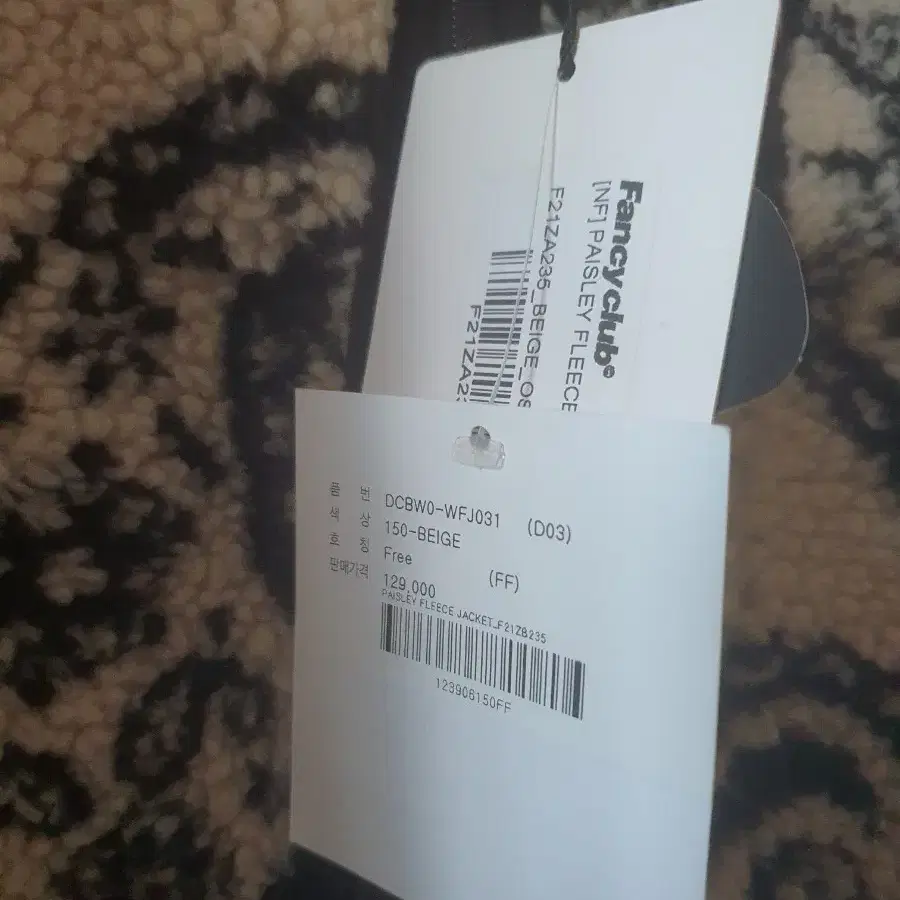 Fancyclub®
[NF] PAISLEY FLEECE
F21ZA235_BEIGE_OS
F21ZA23
품 번 DCBW0-WFJ031 (D03)
색 상 150-BEIGE
호 칭 Free (FF)
판매가격 129,000
PAISLEY FLEECE JACKET_F21ZB235
123906150FF